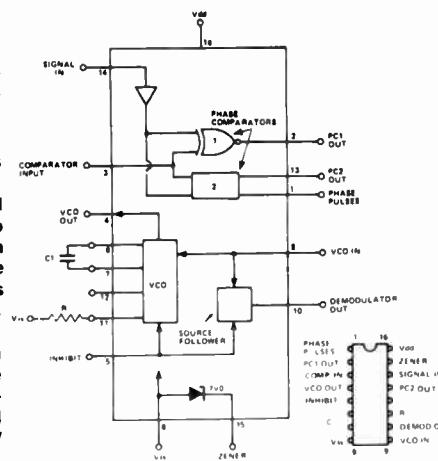 Vdd
16
SIGNAL IN
14
PHASE COMPARATORS
1
2
PC1 OUT
COMPARATOR INPUT
3
2
13
PC2 OUT
1
PHASE PULSES
VCO OUT
4
C1
6
7
VCO
9
VCO IN
12
R
11
SOURCE FOLLOWER
10
DEMODULATOR OUT
INHIBIT
5
7V0
8
15
ZENER
PHASE
1
16
Vdd
ZENER
PC1 OUT
COMP IN
SIGNAL IN
VCO OUT
PC2 OUT
INHIBIT
R
C
DEMOD O
VCO IN
9